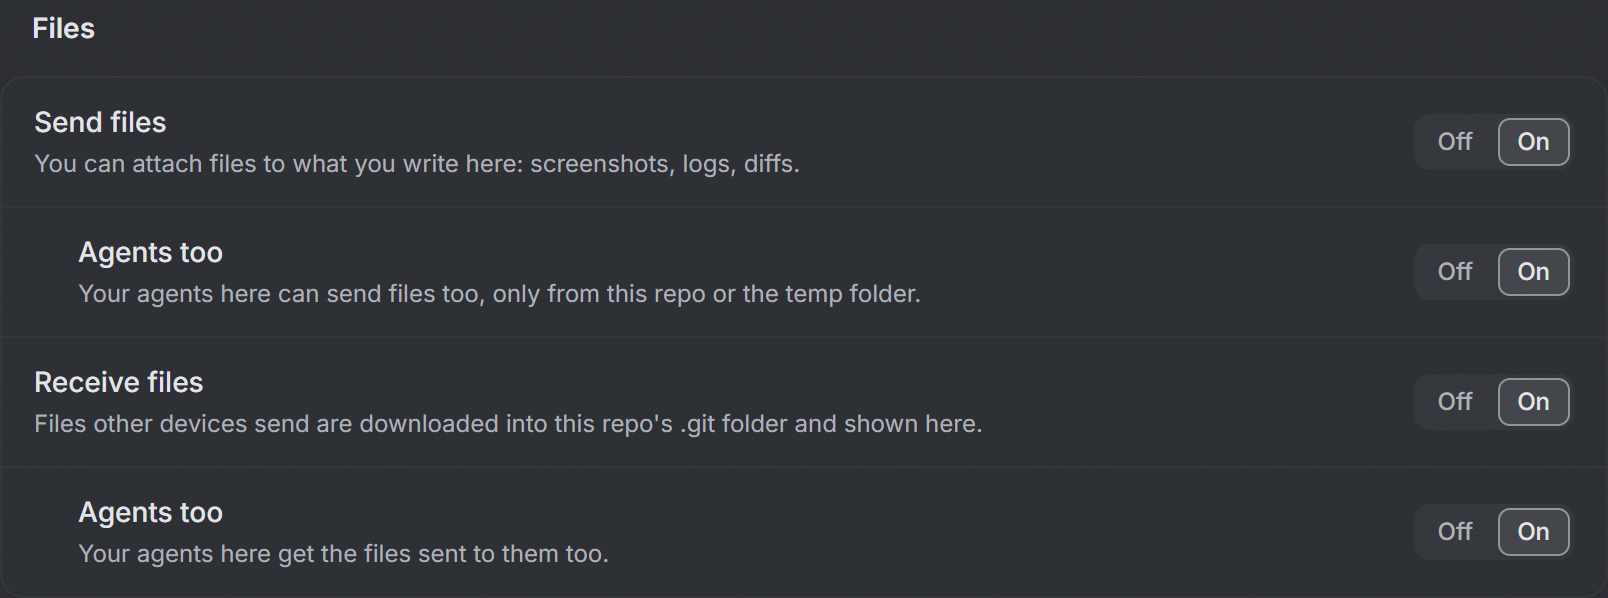 Files
Send files
You can attach files to what you write here: screenshots, logs, diffs.
Off On
Agents too
Your agents here can send files too, only from this repo or the temp folder.
Off On
Receive files
Files other devices send are downloaded into this repo's .git folder and shown here.
Off On
Agents too
Your agents here get the files sent to them too.
Off On